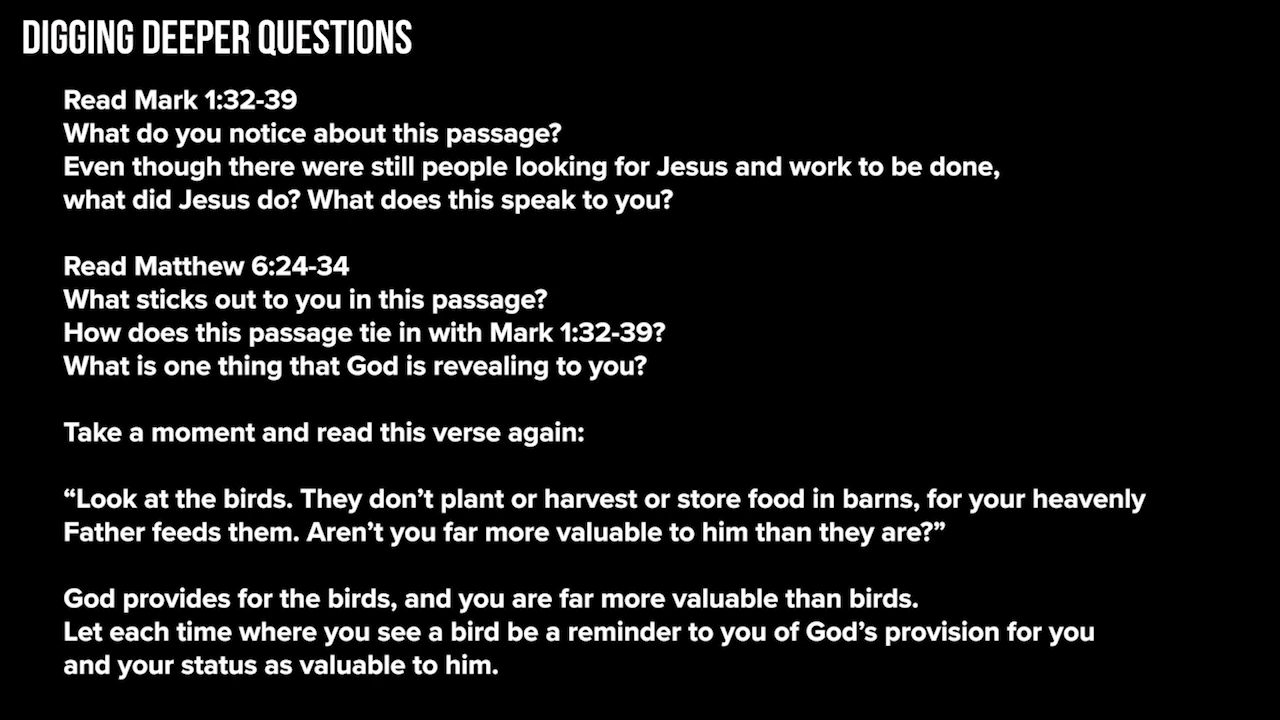 DIGGING DEEPER QUESTIONS
Read Mark 1:32-39
What do you notice about this passage?
Even though there were still people looking for Jesus and work to be done,
what did Jesus do? What does this speak to you?
Read Matthew 6:24-34
What sticks out to you in this passage?
How does this passage tie in with Mark 1:32-39?
What is one thing that God is revealing to you?
Take a moment and read this verse again:
“Look at the birds. They don’t plant or harvest or store food in barns, for your heavenly
Father feeds them. Aren’t you far more valuable to him than they are?”
God provides for the birds, and you are far more valuable than birds.
Let each time where you see a bird be a reminder to you of God’s provision for you
and your status as valuable to him.